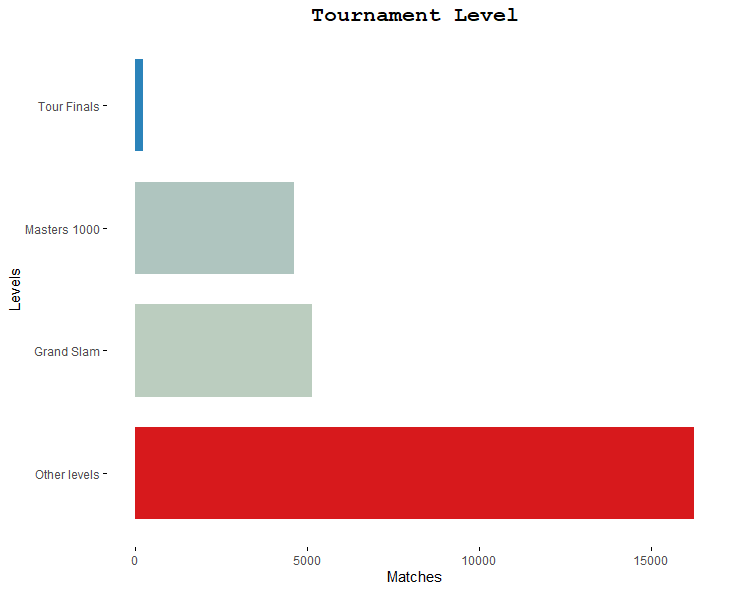 Tournament Level
Tour Finals
Masters 1000
Grand Slam
Other levels
Levels
0 5000 10000 15000
Matches